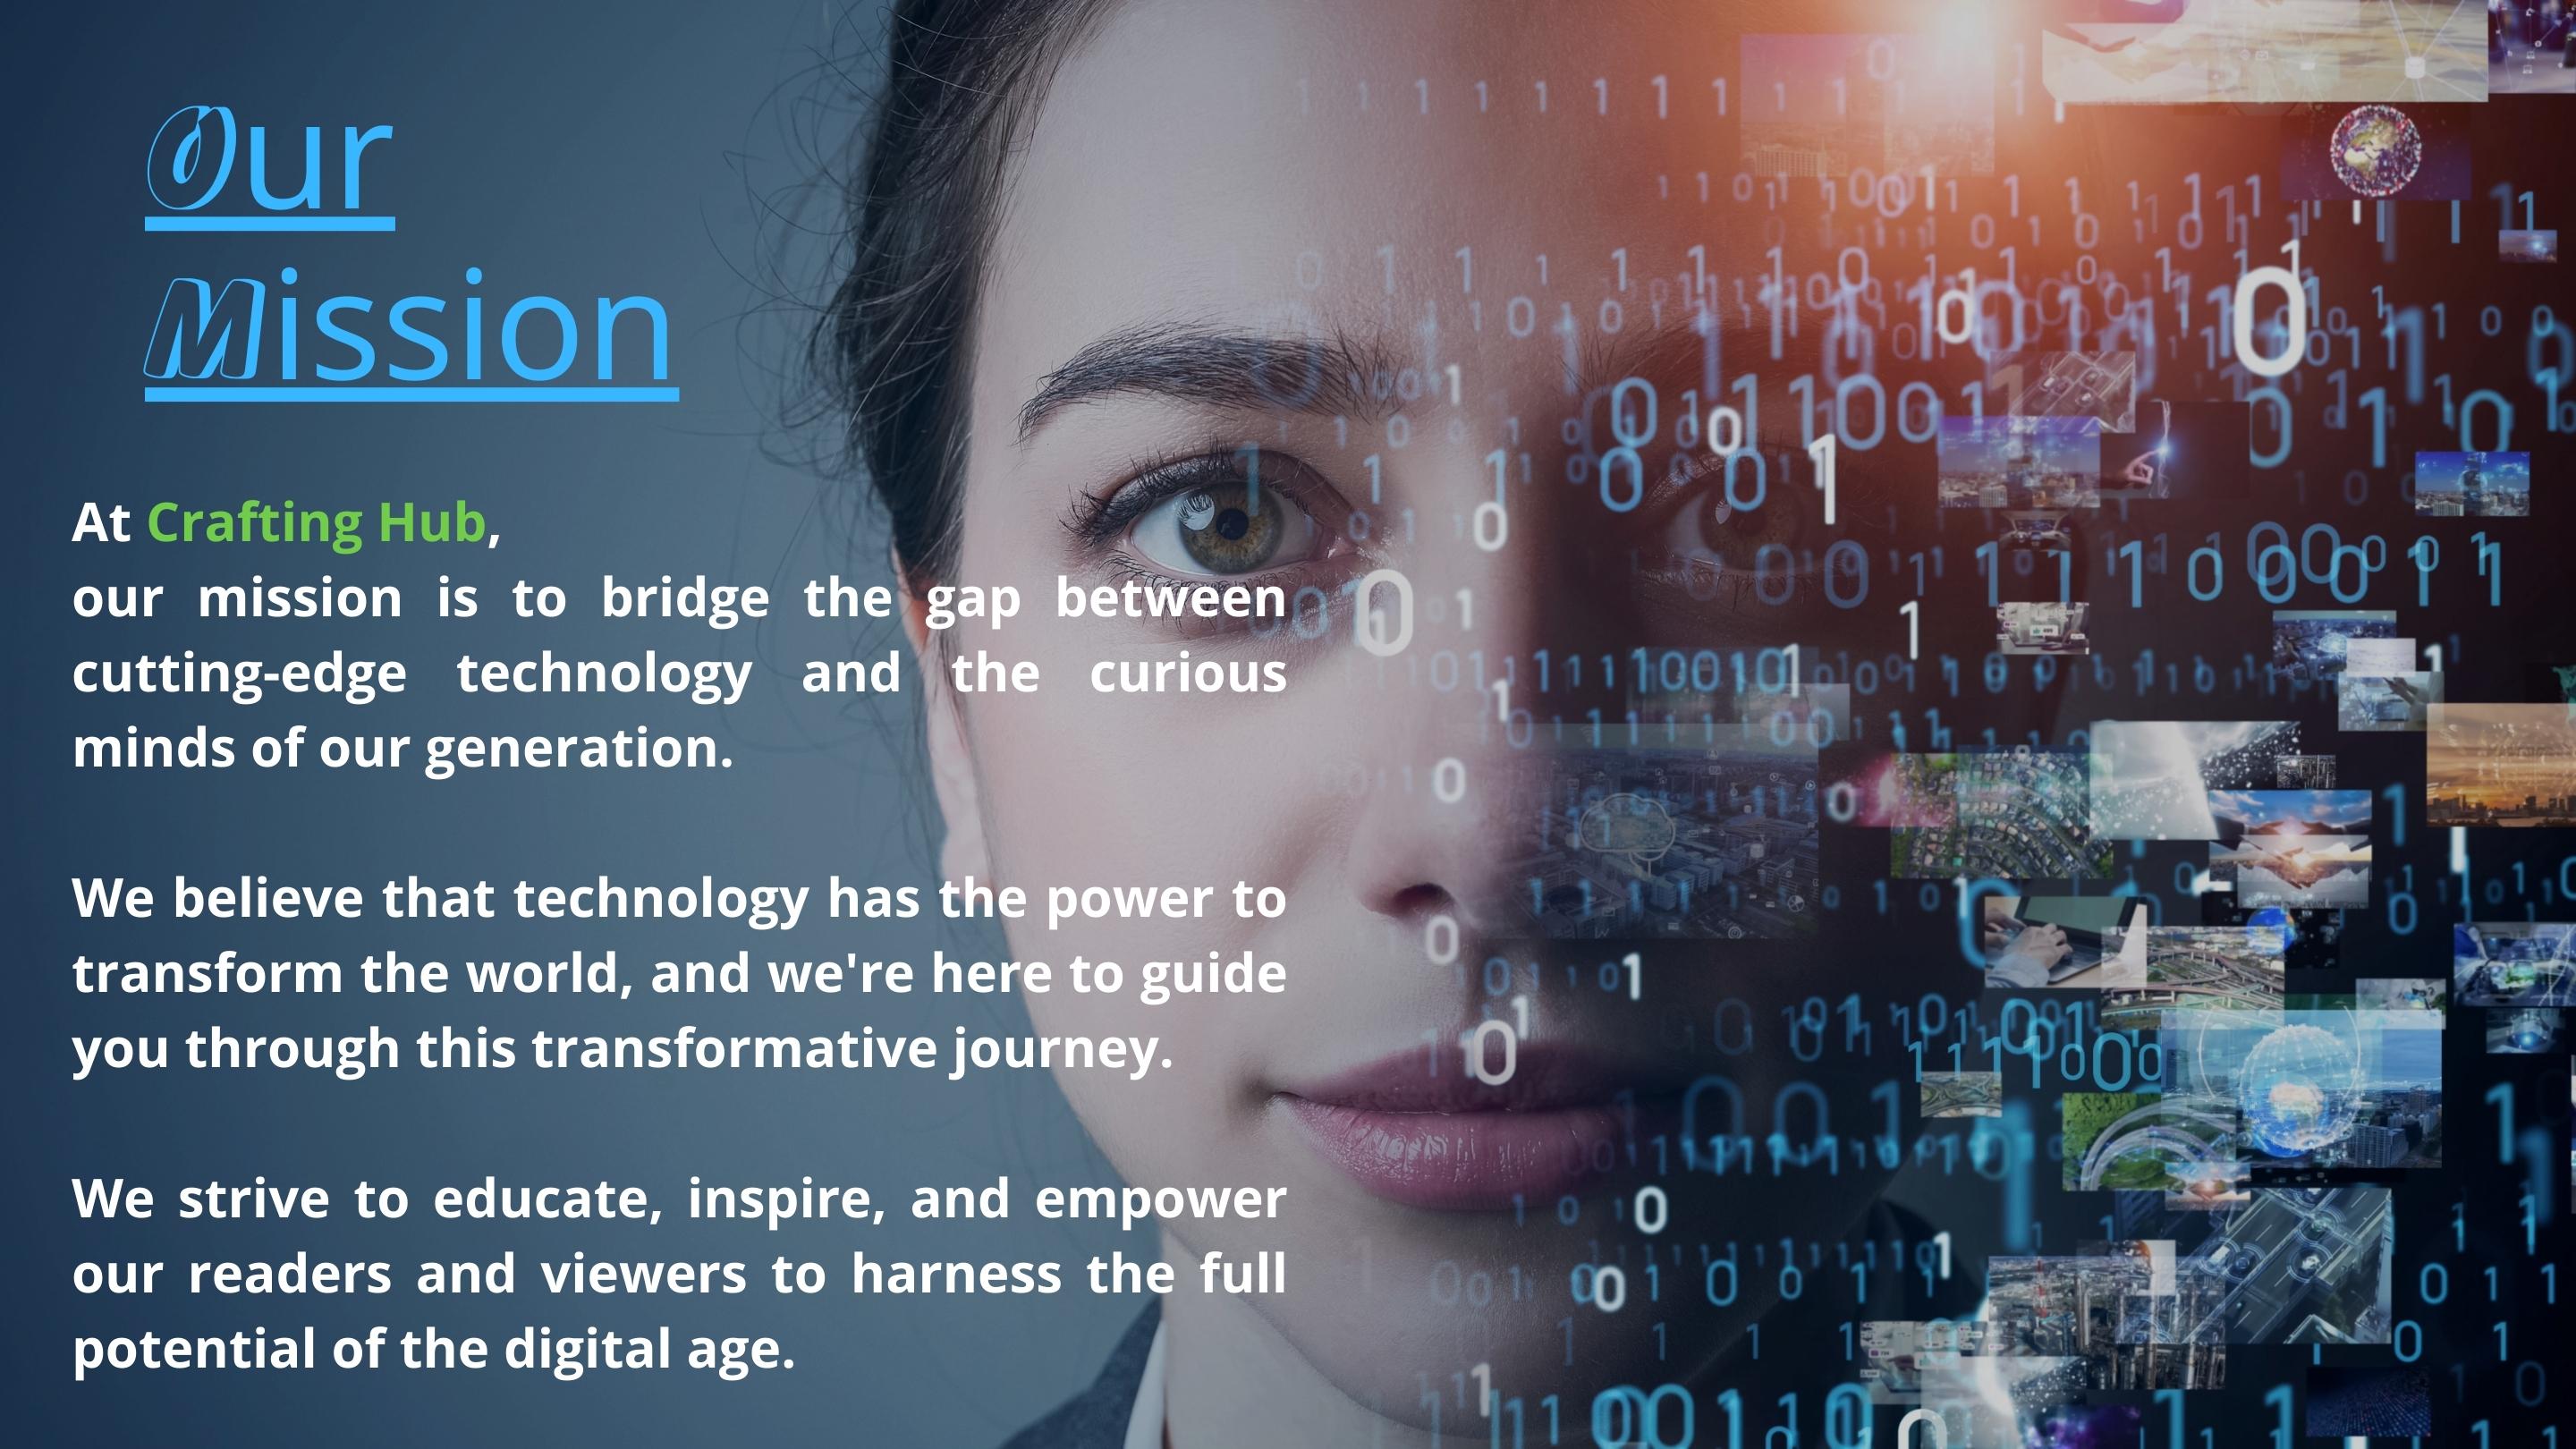 Our
Mission
At Crafting Hub,
our mission is to bridge the gap between
cutting-edge technology and the curious
minds of our generation.
We believe that technology has the power to
transform the world, and we're here to guide
you through this transformative journey.
We strive to educate, inspire, and empower
our readers and viewers to harness the full
potential of the digital age.